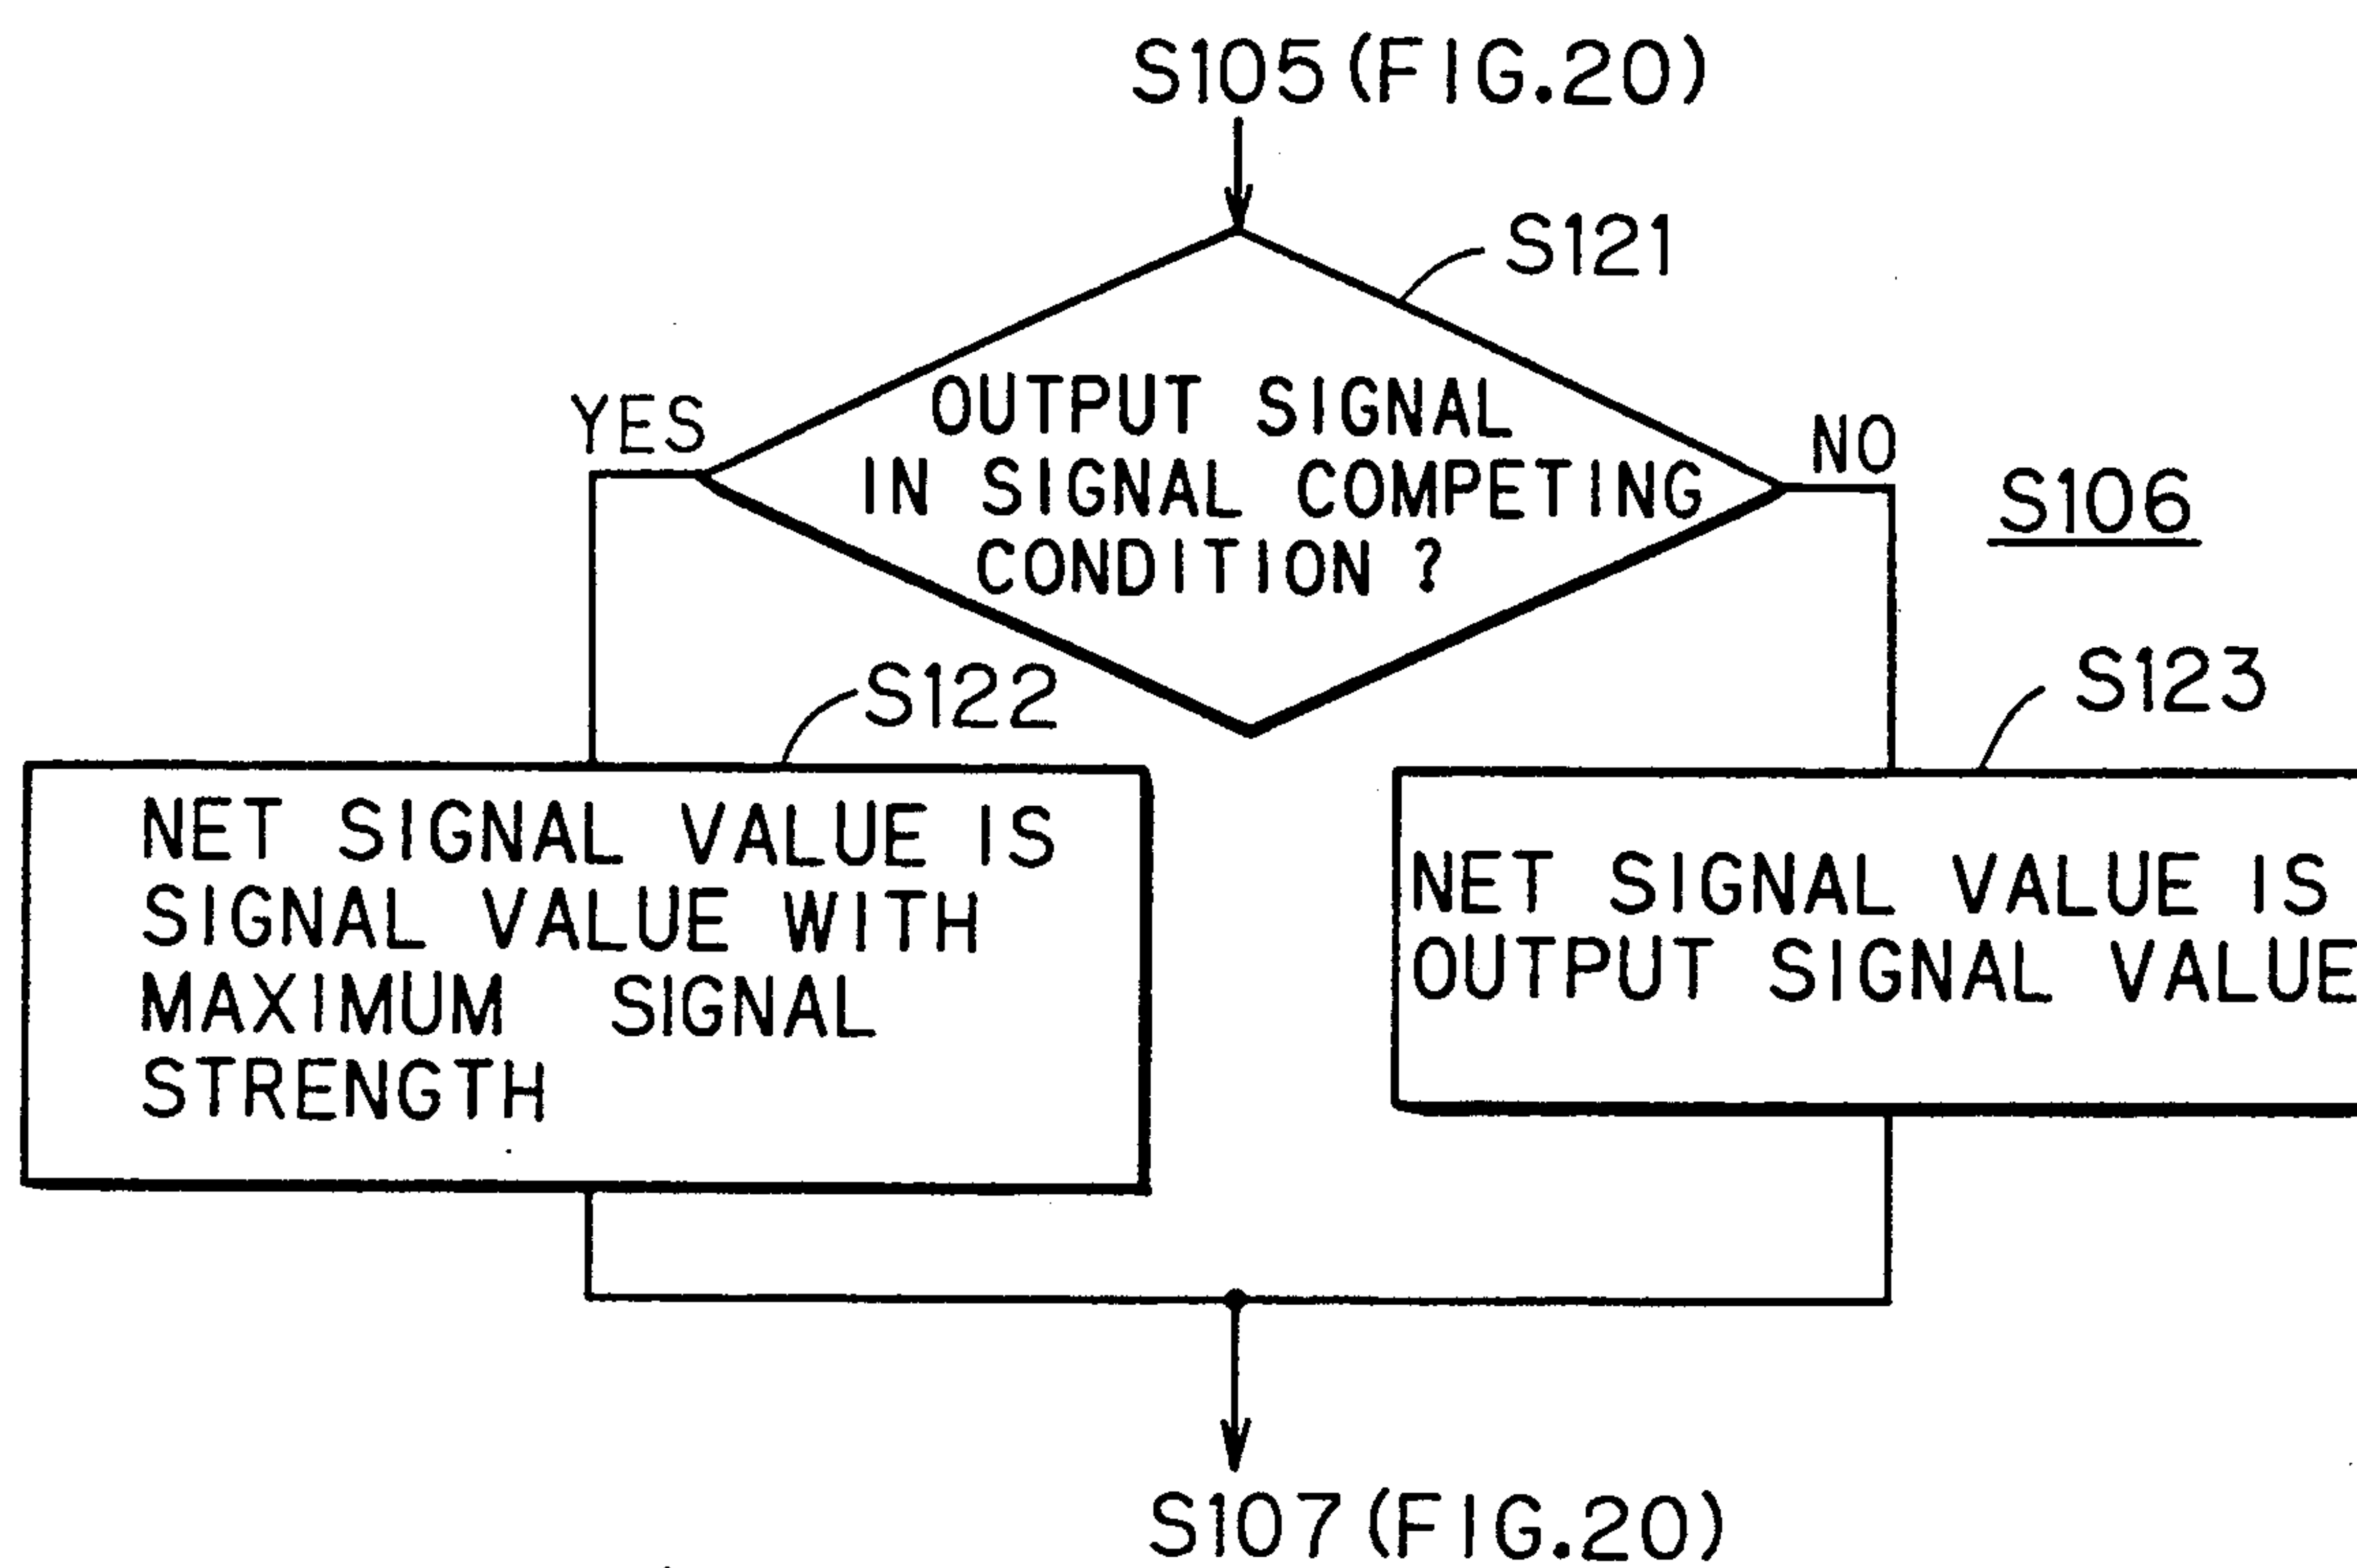 S105(FIG.20)
S121
YES
OUTPUT SIGNAL
IN SIGNAL COMPETING
CONDITION ?
NO
S106
S122
S123
NET SIGNAL VALUE IS
SIGNAL VALUE WITH
MAXIMUM SIGNAL
STRENGTH
NET SIGNAL VALUE IS
OUTPUT SIGNAL VALUE
S107(FIG.20)